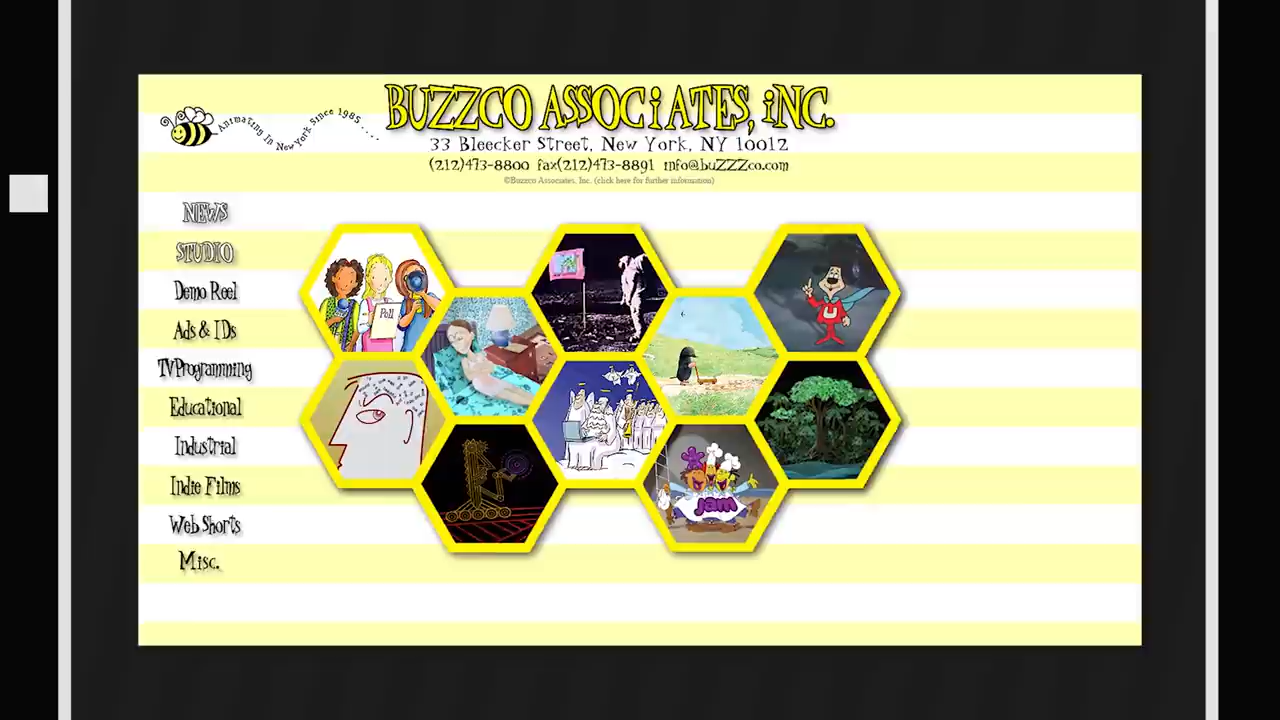 BUZZCO ASSOCiATES, iNC.
Animating In New York Since 1985....
33 Bleecker Street, New York, NY 10012
(212)473-8800 fax(212)473-8891 info@buZZZco.com
©Buzzco Associates, Inc. (click here for further information)
NEWS
STUDIO
Demo Reel
Ads & IDs
TVProgramming
Educational
Industrial
Indie Films
Web Shorts
Misc.
Poll
U
jam